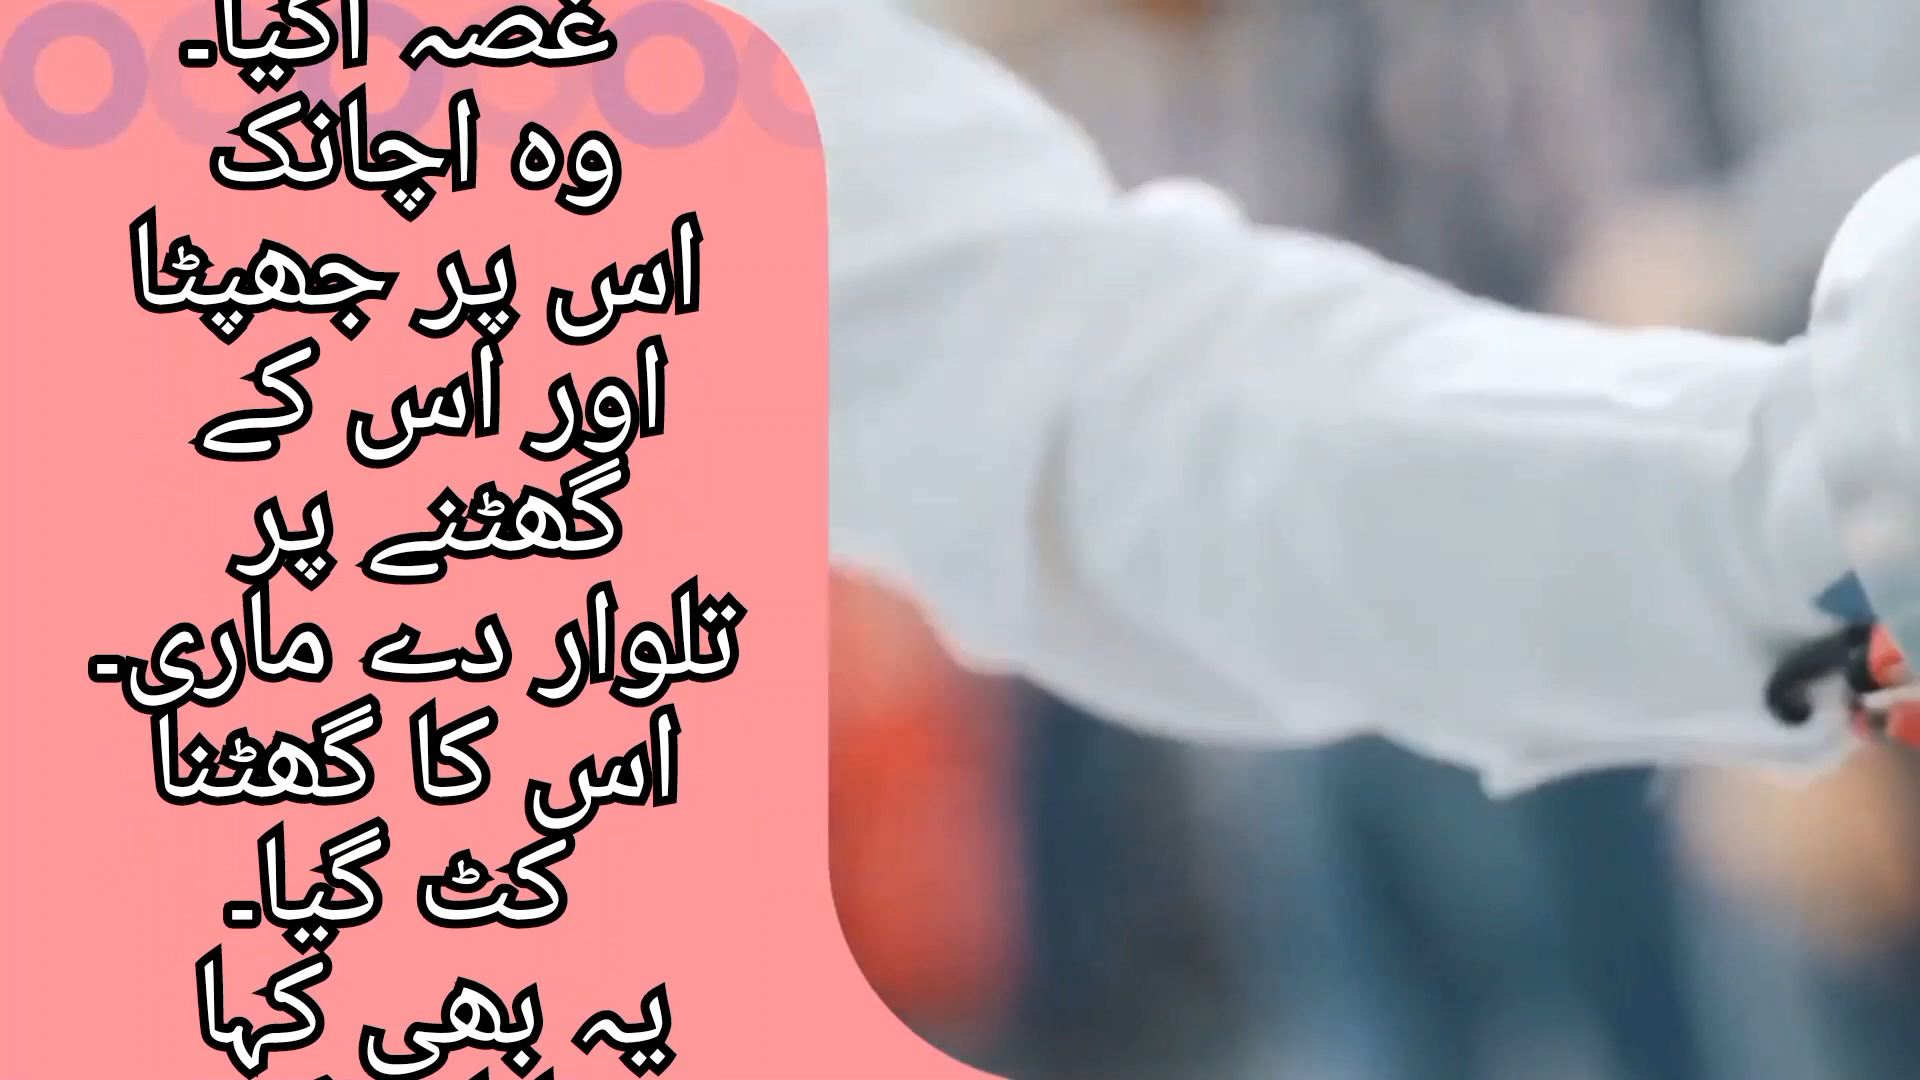 غصہ آگیا۔
وہ اچانک
اس پر جھپٹا
اور اس کے
گھٹنے پر
تلوار دے ماری۔
اس کا گھٹنا
کٹ گیا۔
یہ بھی کہا